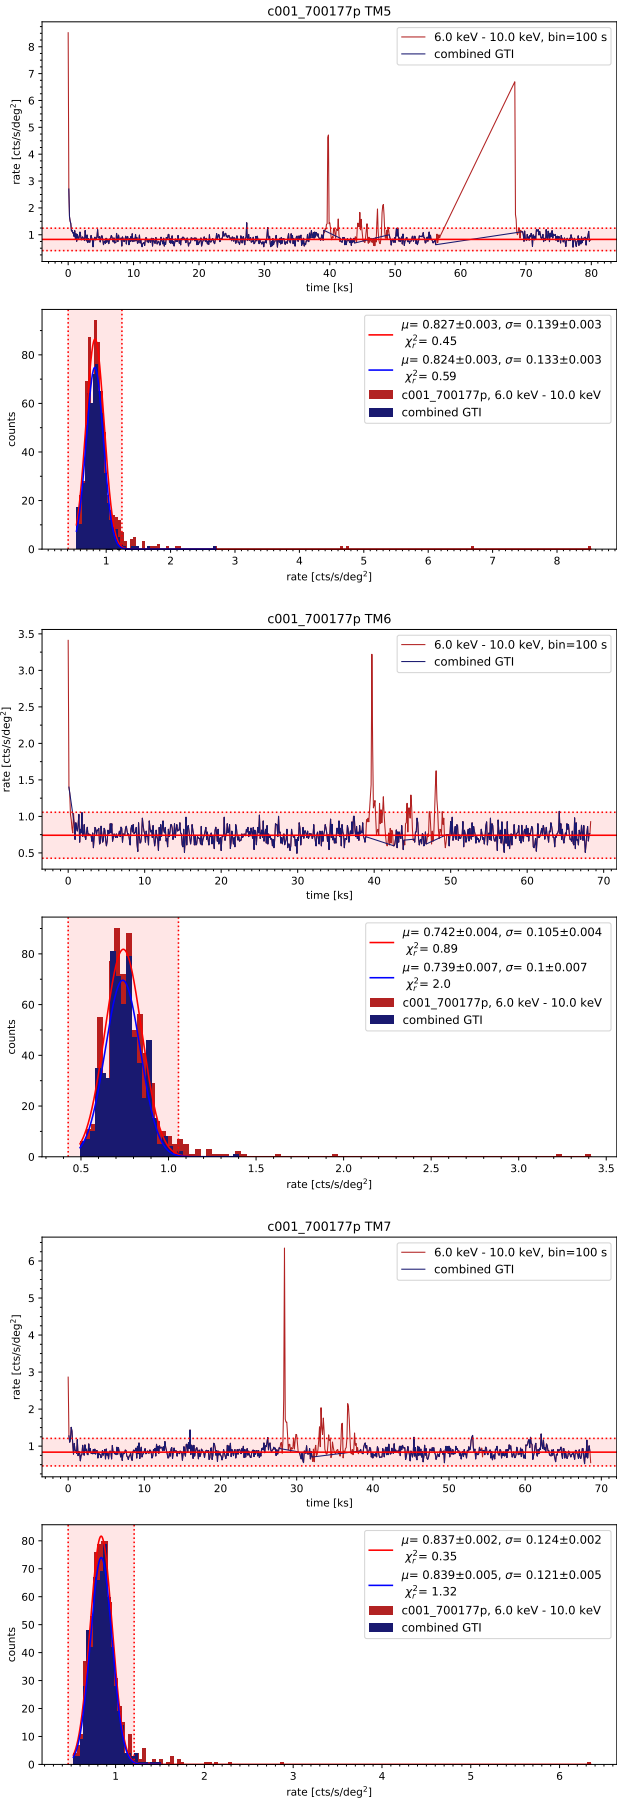 c001_700177p TM5
6.0 keV - 10.0 keV, bin=100 s
combined GTI
rate [cts/s/deg²]
8
7
6
5
4
3
2
1
0 10 20 30 40 50 60 70 80
time [ks]
μ= 0.827±0.003, σ= 0.139±0.003
χ²ᵣ= 0.45
μ= 0.824±0.003, σ= 0.133±0.003
χ²ᵣ= 0.59
c001_700177p, 6.0 keV - 10.0 keV
combined GTI
counts
80
60
40
20
0
1 2 3 4 5 6 7 8
rate [cts/s/deg²]
c001_700177p TM6
6.0 keV - 10.0 keV, bin=100 s
combined GTI
rate [cts/s/deg²]
3.5
3.0
2.5
2.0
1.5
1.0
0.5
0 10 20 30 40 50 60 70
time [ks]
μ= 0.742±0.004, σ= 0.105±0.004
χ²ᵣ= 0.89
μ= 0.739±0.007, σ= 0.1±0.007
χ²ᵣ= 2.0
c001_700177p, 6.0 keV - 10.0 keV
combined GTI
counts
80
60
40
20
0
0.5 1.0 1.5 2.0 2.5 3.0 3.5
rate [cts/s/deg²]
c001_700177p TM7
6.0 keV - 10.0 keV, bin=100 s
combined GTI
rate [cts/s/deg²]
6
5
4
3
2
1
0 10 20 30 40 50 60 70
time [ks]
μ= 0.837±0.002, σ= 0.124±0.002
χ²ᵣ= 0.35
μ= 0.839±0.005, σ= 0.121±0.005
χ²ᵣ= 1.32
c001_700177p, 6.0 keV - 10.0 keV
combined GTI
counts
80
70
60
50
40
30
20
10
0
1 2 3 4 5 6
rate [cts/s/deg²]